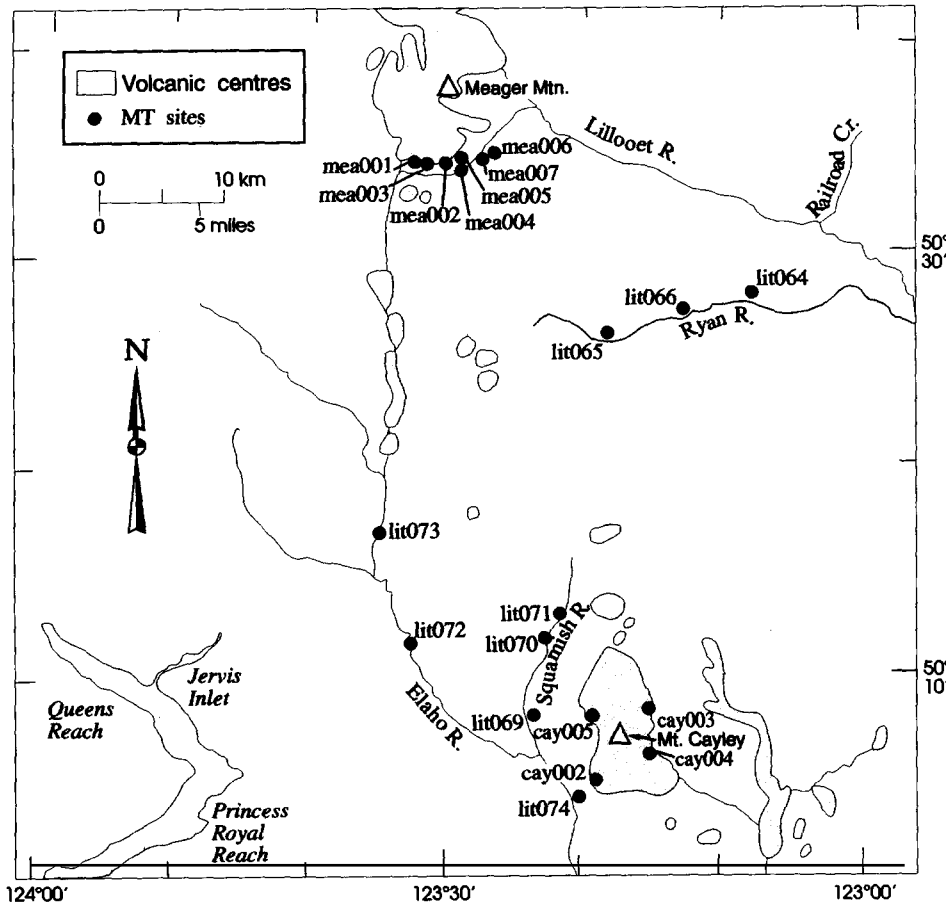 Volcanic centres
MT sites
Meager Mtn.
Lillooet R.
Railroad Cr.
mea001
mea003
mea002
mea004
mea005
mea007
mea006
0 10 km
0 5 miles
50°
30'
lit064
lit066
lit065
Ryan R.
N
lit073
lit072
lit071
lit070
lit069
Squamish R.
Elaho R.
Jervis
Inlet
Queens
Reach
Princess
Royal
Reach
cay005
cay003
Mt. Cayley
cay004
cay002
lit074
50°
10'
124°00'
123°30'
123°00'